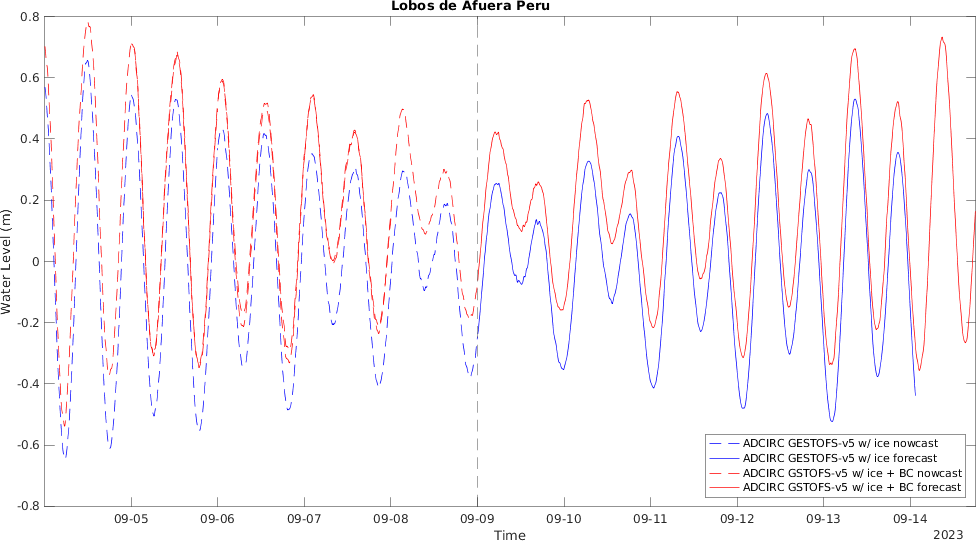 Lobos de Afuera Peru
0.8
0.6
0.4
0.2
0
-0.2
-0.4
-0.6
-0.8
Water Level (m)
ADCIRC GESTOFS-v5 w/ ice nowcast
ADCIRC GESTOFS-v5 w/ ice forecast
ADCIRC GSTOFS-v5 w/ ice + BC nowcast
ADCIRC GSTOFS-v5 w/ ice + BC forecast
09-05 09-06 09-07 09-08 09-09 09-10 09-11 09-12 09-13 09-14
Time
2023